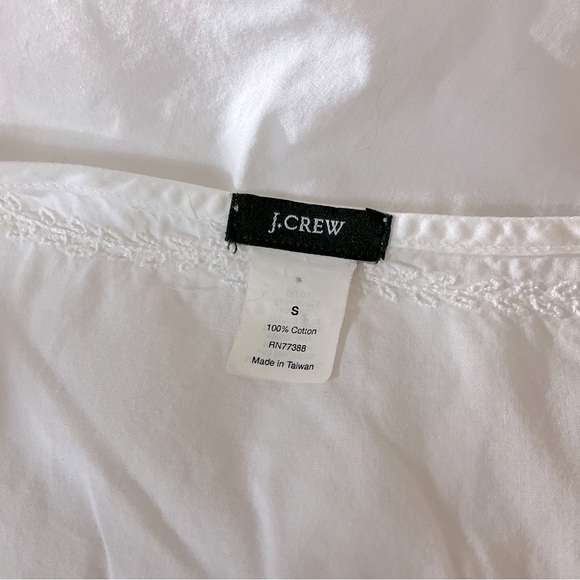 J.CREW
S
100% Cotton
RN77388
Made in Taiwan